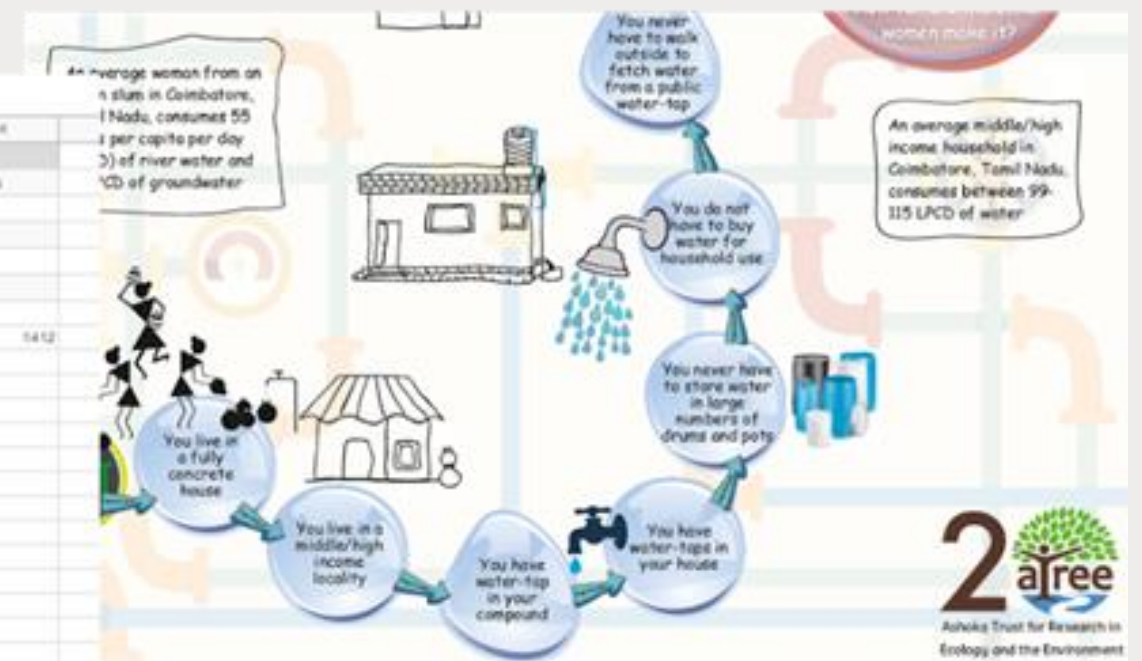 women make it?
average woman from an
slum in Coimbatore,
Nadu, consumes 55
per capita per day
of river water and
of groundwater
You never
have to walk
outside to
fetch water
from a public
water-tap
An average middle/high
income household in
Coimbatore, Tamil Nadu,
consumes between 99-
115 LPCD of water
You do not
have to buy
water for
household use
1412
You never have
to store water
in large
numbers of
drums and pots
You live in
a fully
concrete
house
You live in a
middle/high
income
locality
You have
water-tap
in your
compound
You have
water-taps in
your house
2
aTree
Ashoka Trust for Research in
Ecology and the Environment